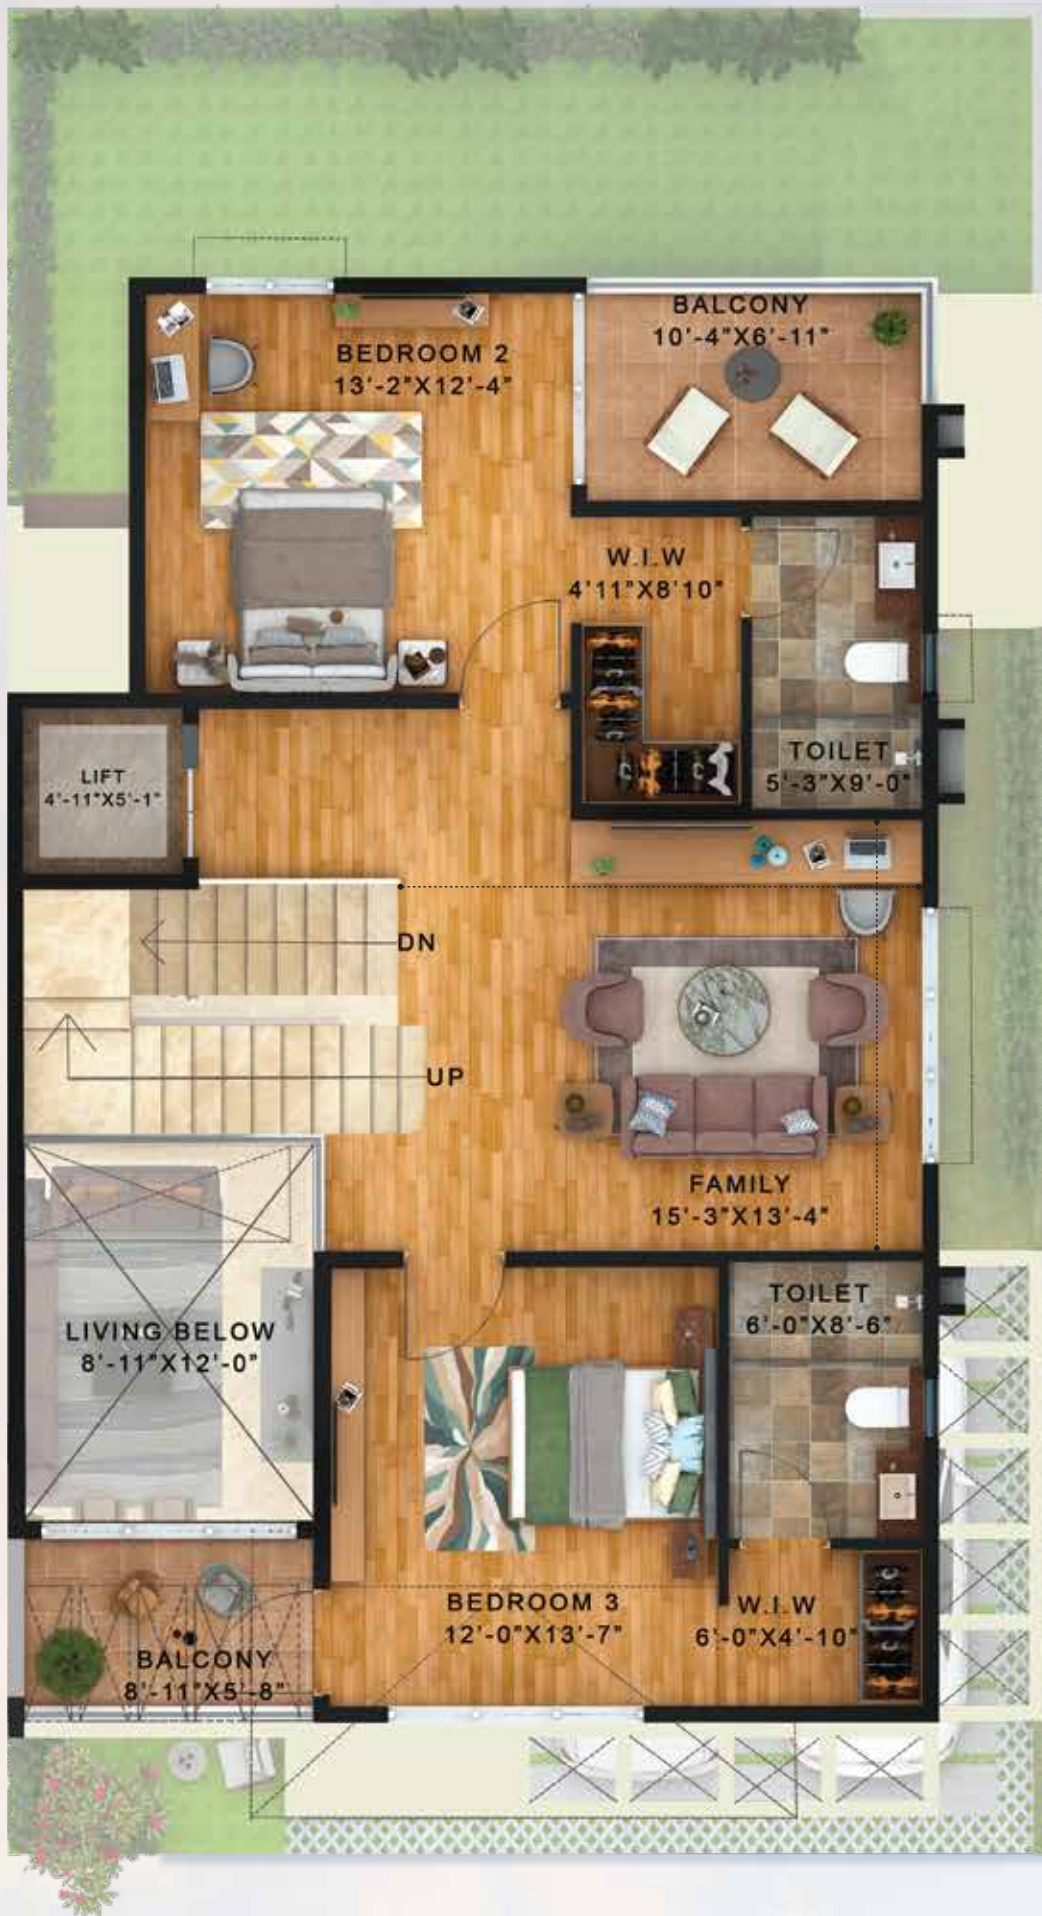 BALCONY
10'-4"X6'-11"
BEDROOM 2
13'-2"X12'-4"
W.I.W
4'11"X8'10"
TOILET
5'-3"X9'-0"
LIFT
4'-11"X5'-1"
DN
UP
FAMILY
15'-3"X13'-4"
TOILET
6'-0"X8'-6"
LIVING BELOW
8'-11"X12'-0"
BEDROOM 3
12'-0"X13'-7"
W.I.W
6'-0"X4'-10"
BALCONY
8'-11"X5'-8"